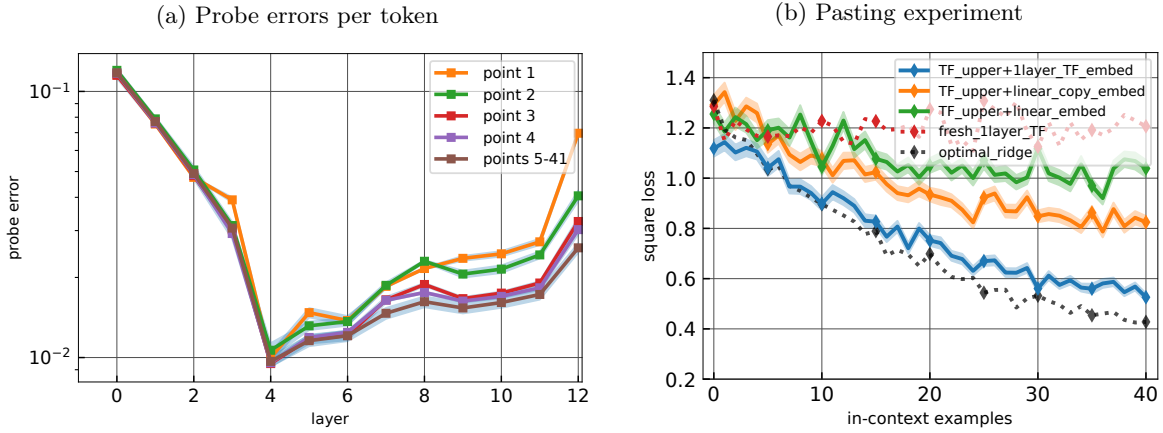 (a) Probe errors per token
10⁻¹
10⁻²
probe error
0 2 4 6 8 10 12
layer
point 1
point 2
point 3
point 4
points 5-41
(b) Pasting experiment
1.4
1.2
1.0
0.8
0.6
0.4
0.2
square loss
0 10 20 30 40
in-context examples
TF_upper+1layer_TF_embed
TF_upper+linear_copy_embed
TF_upper+linear_embed
fresh_1layer_TF
optimal_ridge